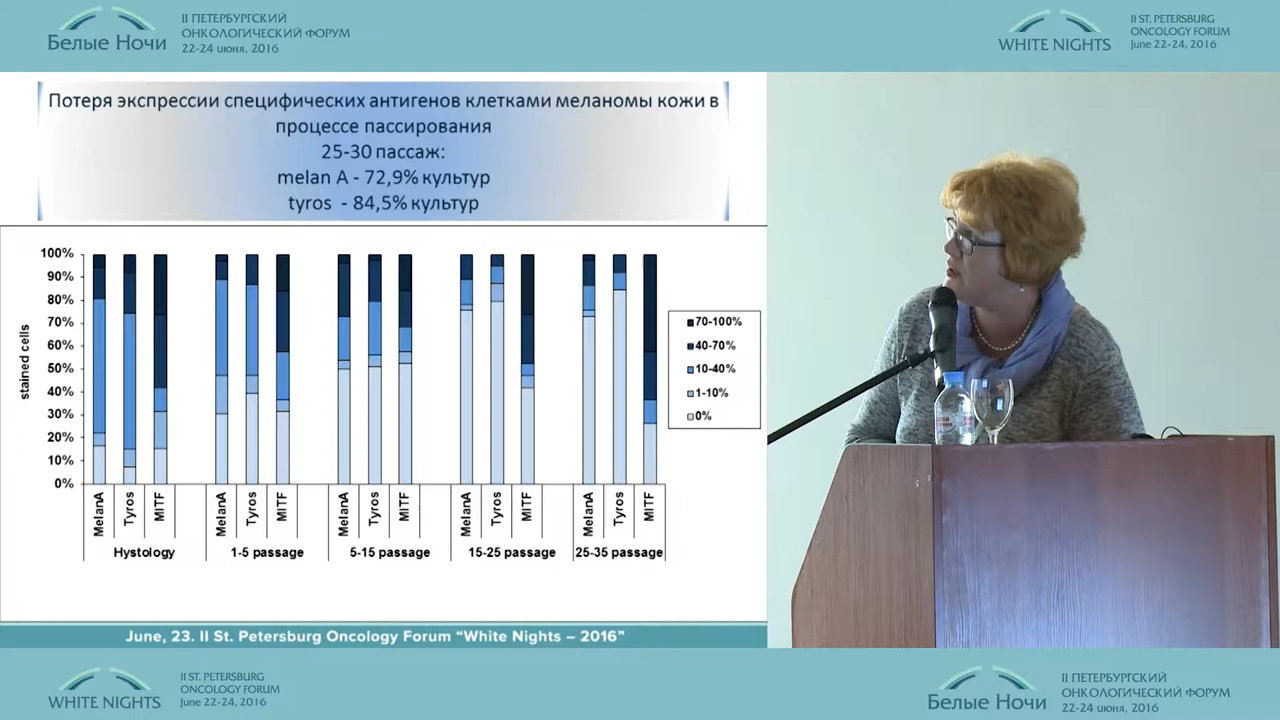 Белые Ночи
II ПЕТЕРБУРГСКИЙ
ОНКОЛОГИЧЕСКИЙ ФОРУМ
22-24 июня, 2016
WHITE NIGHTS
II ST. PETERSBURG
ONCOLOGY FORUM
June 22-24, 2016
Потеря экспрессии специфических антигенов клетками меланомы кожи в
процессе пассирования
25-30 пассаж:
melan A - 72,9% культур
tyros - 84,5% культур
stained cells
100%
90%
80%
70%
60%
50%
40%
30%
20%
10%
0%
MelanA Tyros MITF MelanA Tyros MITF MelanA Tyros MITF MelanA Tyros MITF MelanA Tyros MITF
Hystology 1-5 passage 5-15 passage 15-25 passage 25-35 passage
70-100%
40-70%
10-40%
1-10%
0%
June, 23. II St. Petersburg Oncology Forum “White Nights – 2016”
WHITE NIGHTS
II ST. PETERSBURG
ONCOLOGY FORUM
June 22-24, 2016
Белые Ночи
II ПЕТЕРБУРГСКИЙ
ОНКОЛОГИЧЕСКИЙ ФОРУМ
22-24 июня, 2016